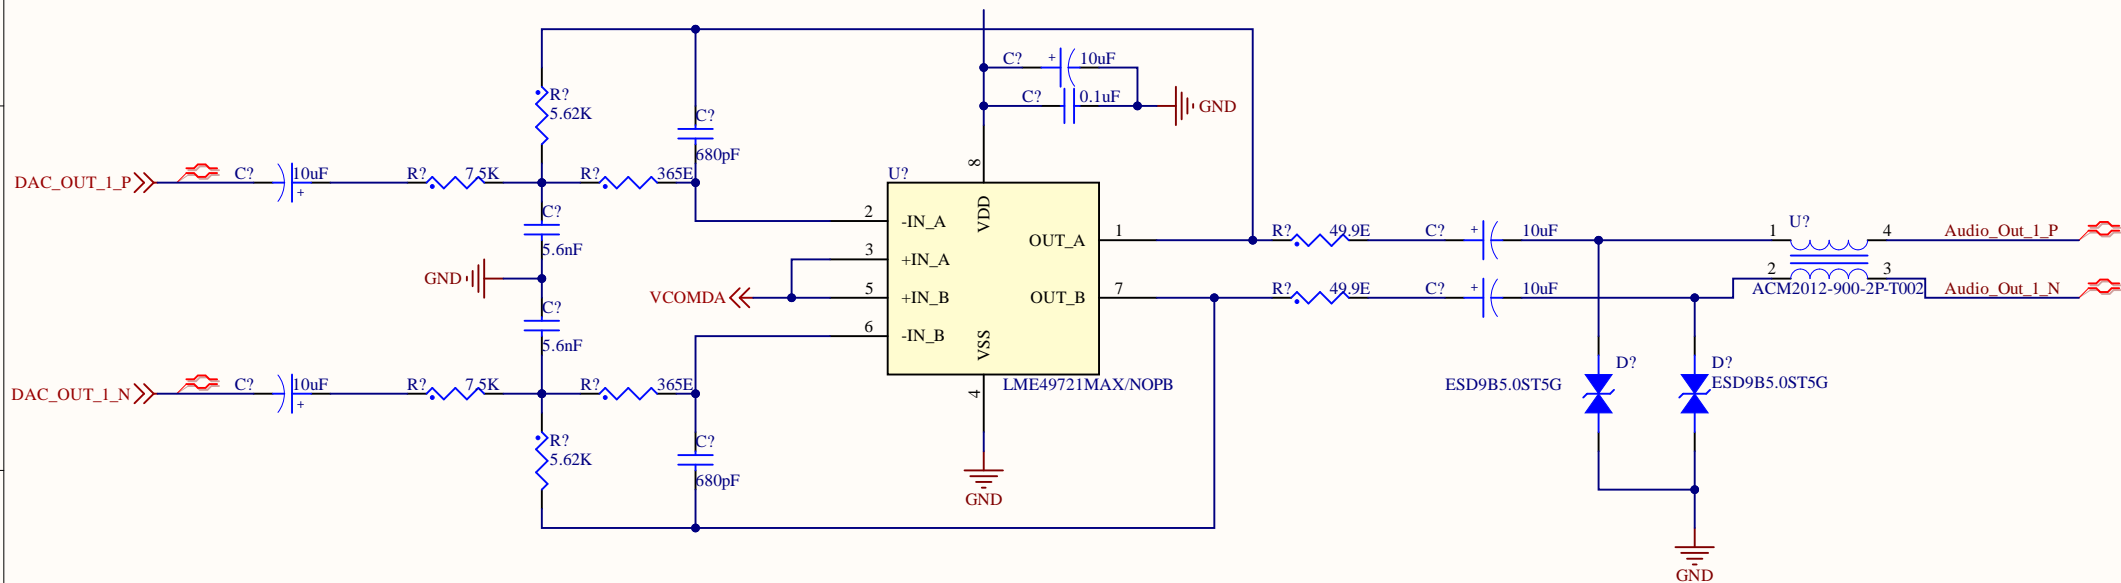 C?
10uF
C?
0.1uF
GND
R?
5.62K
C?
680pF
DAC_OUT_1_P
C?
10uF
R?
7.5K
R?
365E
C?
5.6nF
GND
C?
5.6nF
VCOMDA
U?
8
VDD
2
-IN_A
3
+IN_A
5
+IN_B
6
-IN_B
OUT_A
1
OUT_B
7
VSS
4
LME49721MAX/NOPB
GND
DAC_OUT_1_N
C?
10uF
R?
7.5K
R?
365E
R?
5.62K
C?
680pF
R?
49.9E
C?
10uF
R?
49.9E
C?
10uF
U?
1
4
2
3
ACM2012-900-2P-T002
Audio_Out_1_P
Audio_Out_1_N
D?
ESD9B5.0ST5G
D?
ESD9B5.0ST5G
GND